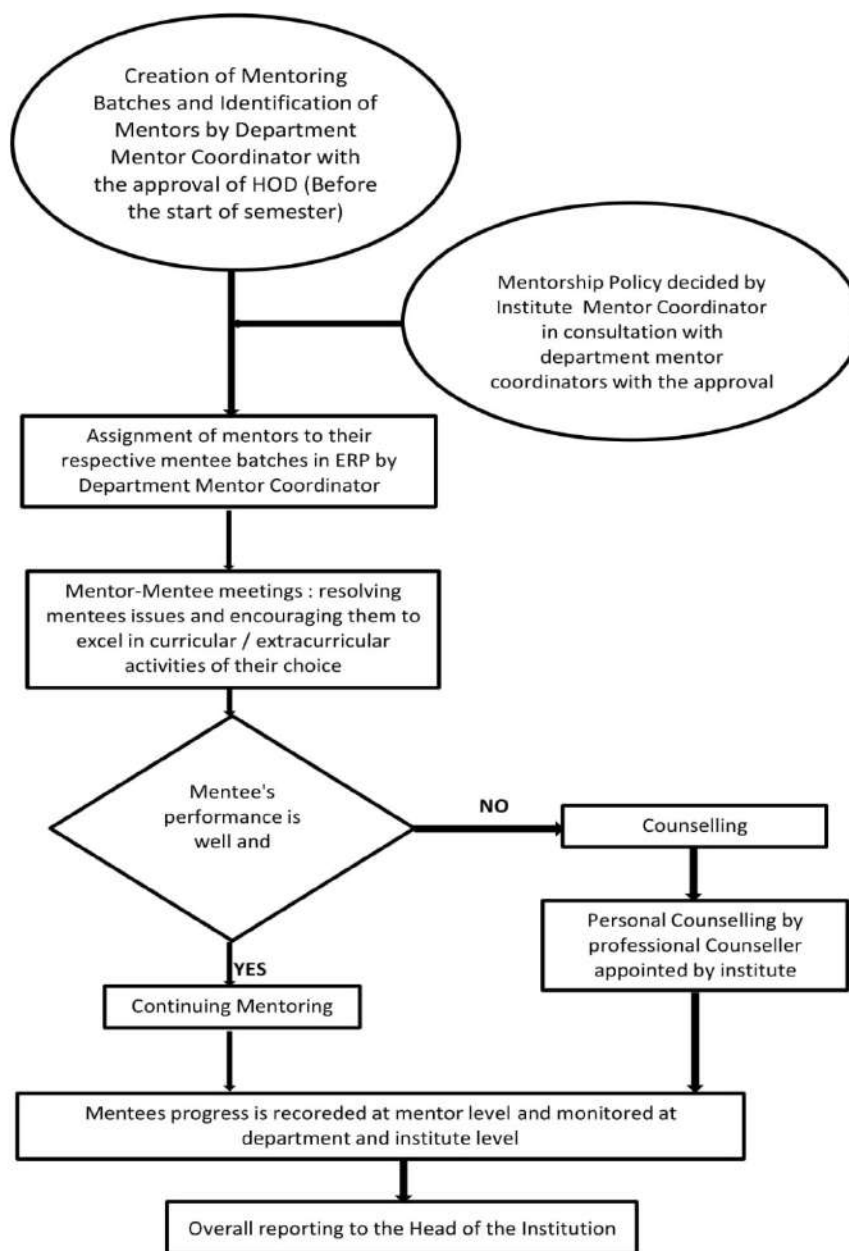 Creation of Mentoring
Batches and Identification of
Mentors by Department
Mentor Coordinator with
the approval of HOD (Before
the start of semester)
Mentorship Policy decided by
Institute Mentor Coordinator
in consultation with
department mentor
coordinators with the approval
Assignment of mentors to their
respective mentee batches in ERP by
Department Mentor Coordinator
Mentor-Mentee meetings : resolving
mentees issues and encouraging them to
excel in curricular / extracurricular
activities of their choice
Mentee's
performance is
well and
NO
Counselling
Personal Counselling by
professional Counseller
appointed by institute
YES
Continuing Mentoring
Mentees progress is recoreded at mentor level and monitored at
department and institute level
Overall reporting to the Head of the Institution